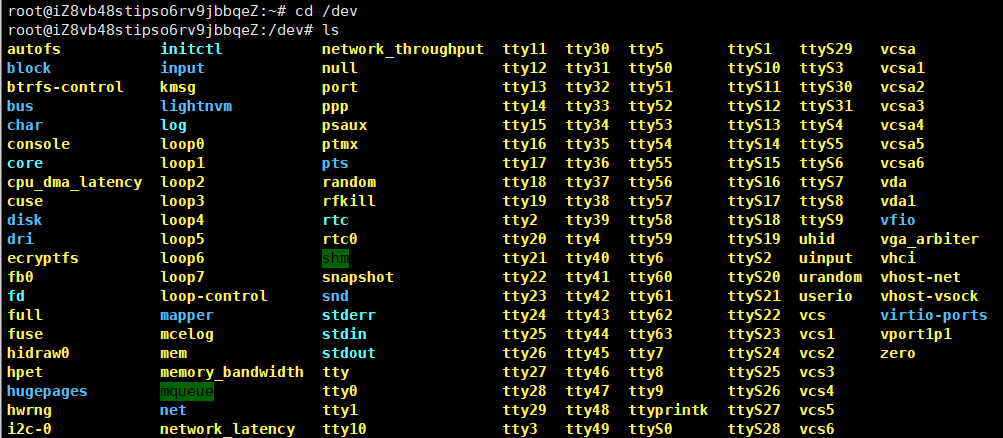 root@iZ8vb48stipso6rv9jbbqeZ:~# cd /dev
root@iZ8vb48stipso6rv9jbbqeZ:/dev# ls
autofs initctl network_throughput tty11 tty30 tty5 ttyS1 ttyS29 vcsa
block input null tty12 tty31 tty50 ttyS10 ttyS3 vcsa1
btrfs-control kmsg port tty13 tty32 tty51 ttyS11 ttyS30 vcsa2
bus lightnvm ppp tty14 tty33 tty52 ttyS12 ttyS31 vcsa3
char log psaux tty15 tty34 tty53 ttyS13 ttyS4 vcsa4
console loop0 ptmx tty16 tty35 tty54 ttyS14 ttyS5 vcsa5
core loop1 pts tty17 tty36 tty55 ttyS15 ttyS6 vcsa6
cpu_dma_latency loop2 random tty18 tty37 tty56 ttyS16 ttyS7 vda
cuse loop3 rfkill tty19 tty38 tty57 ttyS17 ttyS8 vda1
disk loop4 rtc tty2 tty39 tty58 ttyS18 ttyS9 vfio
dri loop5 rtc0 tty20 tty4 tty59 ttyS19 uhid vga_arbiter
ecryptfs loop6 shm tty21 tty40 tty6 ttyS2 uinput vhci
fb0 loop7 snapshot tty22 tty41 tty60 ttyS20 urandom vhost-net
fd loop-control snd tty23 tty42 tty61 ttyS21 userio vhost-vsock
full mapper stderr tty24 tty43 tty62 ttyS22 vcs virtio-ports
fuse mcelog stdin tty25 tty44 tty63 ttyS23 vcs1 vport1p1
hidraw0 mem stdout tty26 tty45 tty7 ttyS24 vcs2 zero
hpet memory_bandwidth tty tty27 tty46 tty8 ttyS25 vcs3
hugepages mqueue tty0 tty28 tty47 tty9 ttyS26 vcs4
hwrng net tty1 tty29 tty48 ttyprintk ttyS27 vcs5
i2c-0 network_latency tty10 tty3 tty49 ttyS0 ttyS28 vcs6